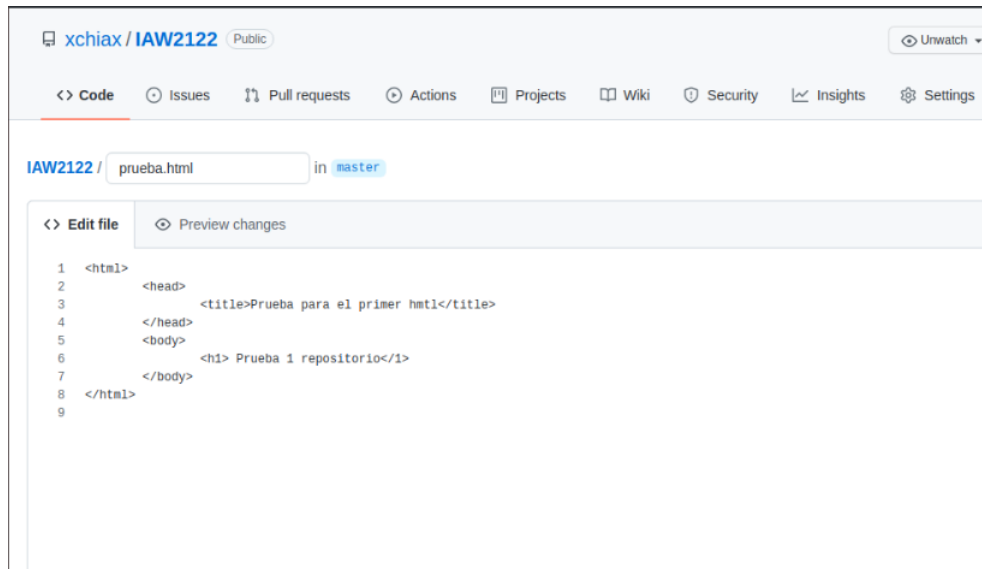 xchiax / IAW2122 Public Unwatch
Code Issues Pull requests Actions Projects Wiki Security Insights Settings
IAW2122 / prueba.html in master
Edit file Preview changes
1 <html>
2 <head>
3 <title>Prueba para el primer hmtl</title>
4 </head>
5 <body>
6 <h1> Prueba 1 repositorio</1>
7 </body>
8 </html>
9